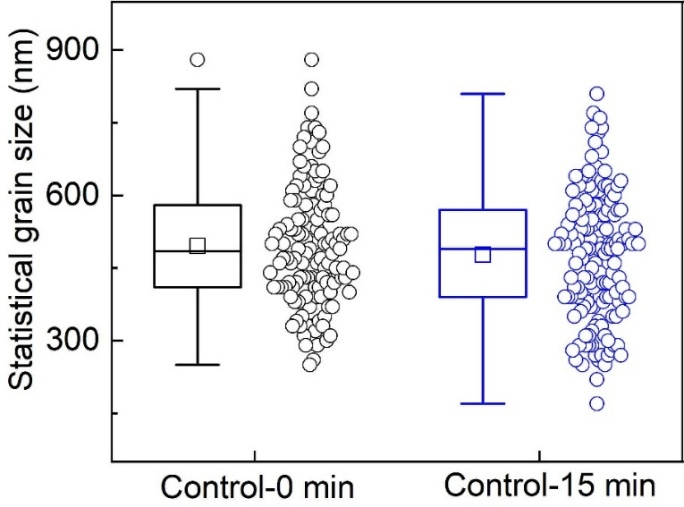 Statistical grain size (nm)
900
600
300
Control-0 min
Control-15 min